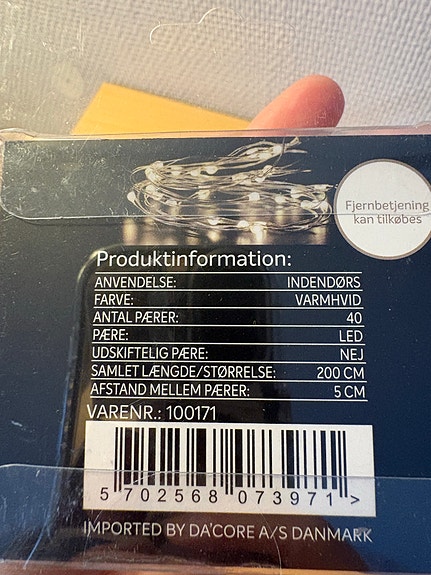 Fjernbetjening
kan tilkøbes
Produktinformation:
ANVENDELSE: INDENDØRS
FARVE: VARMHVID
ANTAL PÆRER: 40
PÆRE: LED
UDSKIFTELIG PÆRE: NEJ
SAMLET LÆNGDE/STØRRELSE: 200 CM
AFSTAND MELLEM PÆRER: 5 CM
VARENR.: 100171
5 702568 073971 >
IMPORTED BY DA'CORE A/S DANMARK